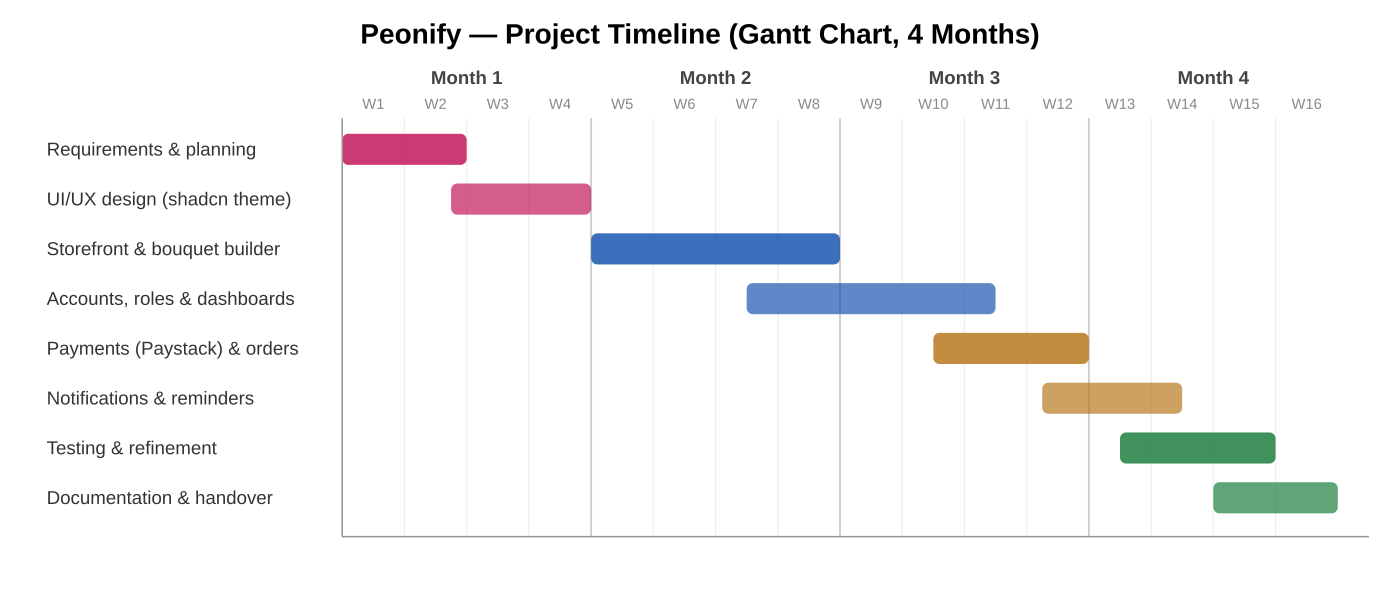 Peonify — Project Timeline (Gantt Chart, 4 Months)
Month 1 Month 2 Month 3 Month 4
W1 W2 W3 W4 W5 W6 W7 W8 W9 W10 W11 W12 W13 W14 W15 W16
Requirements & planning
UI/UX design (shadcn theme)
Storefront & bouquet builder
Accounts, roles & dashboards
Payments (Paystack) & orders
Notifications & reminders
Testing & refinement
Documentation & handover